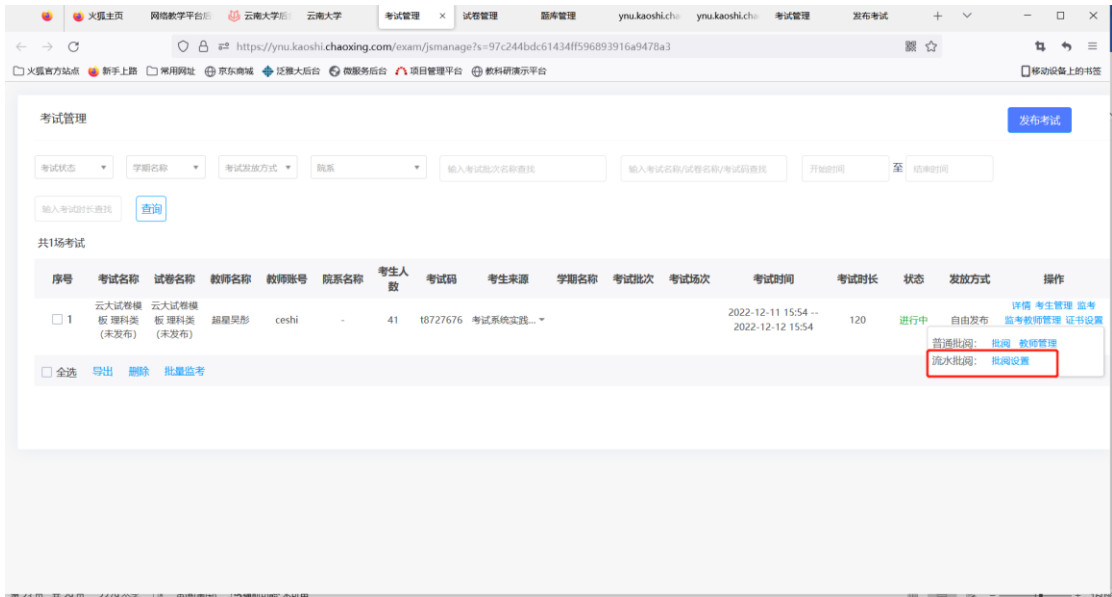 火狐主页 网络教学平台后 云南大学后 云南大学 考试管理 × 试卷管理 题库管理 ynu.kaoshi.cha ynu.kaoshi.cha 考试管理 发布考试
https://ynu.kaoshi.chaoxing.com/exam/jsmanage?s=97c244bdc61434ff596893916a9478a3
火狐官方站点 新手上路 常用网址 京东商城 泛雅大后台 微服务后台 项目管理平台 教科研演示平台 移动设备上的书签
考试管理 发布考试
考试状态 学期名称 考试发放方式 院系 输入考试批次名称查找 输入考试名称/试卷名称/考试码查找 开始时间 至 结束时间
输入考试时长查找 查询
共1场考试
序号 考试名称 试卷名称 教师名称 教师账号 院系名称 考生人数 考试码 考生来源 学期名称 考试批次 考试场次 考试时间 考试时长 状态 发放方式 操作
1 云大试卷模板 理科类 (未发布) 云大试卷模板 理科类 (未发布) 超星吴彤 ceshi - 41 t8727676 考试系统实践... 2022-12-11 15:54 -- 2022-12-12 15:54 120 进行中 自由发布 详情 考生管理 监考 监考教师管理 证书设置
普通批阅: 批阅 教师管理
流水批阅: 批阅设置
全选 导出 删除 批量监考